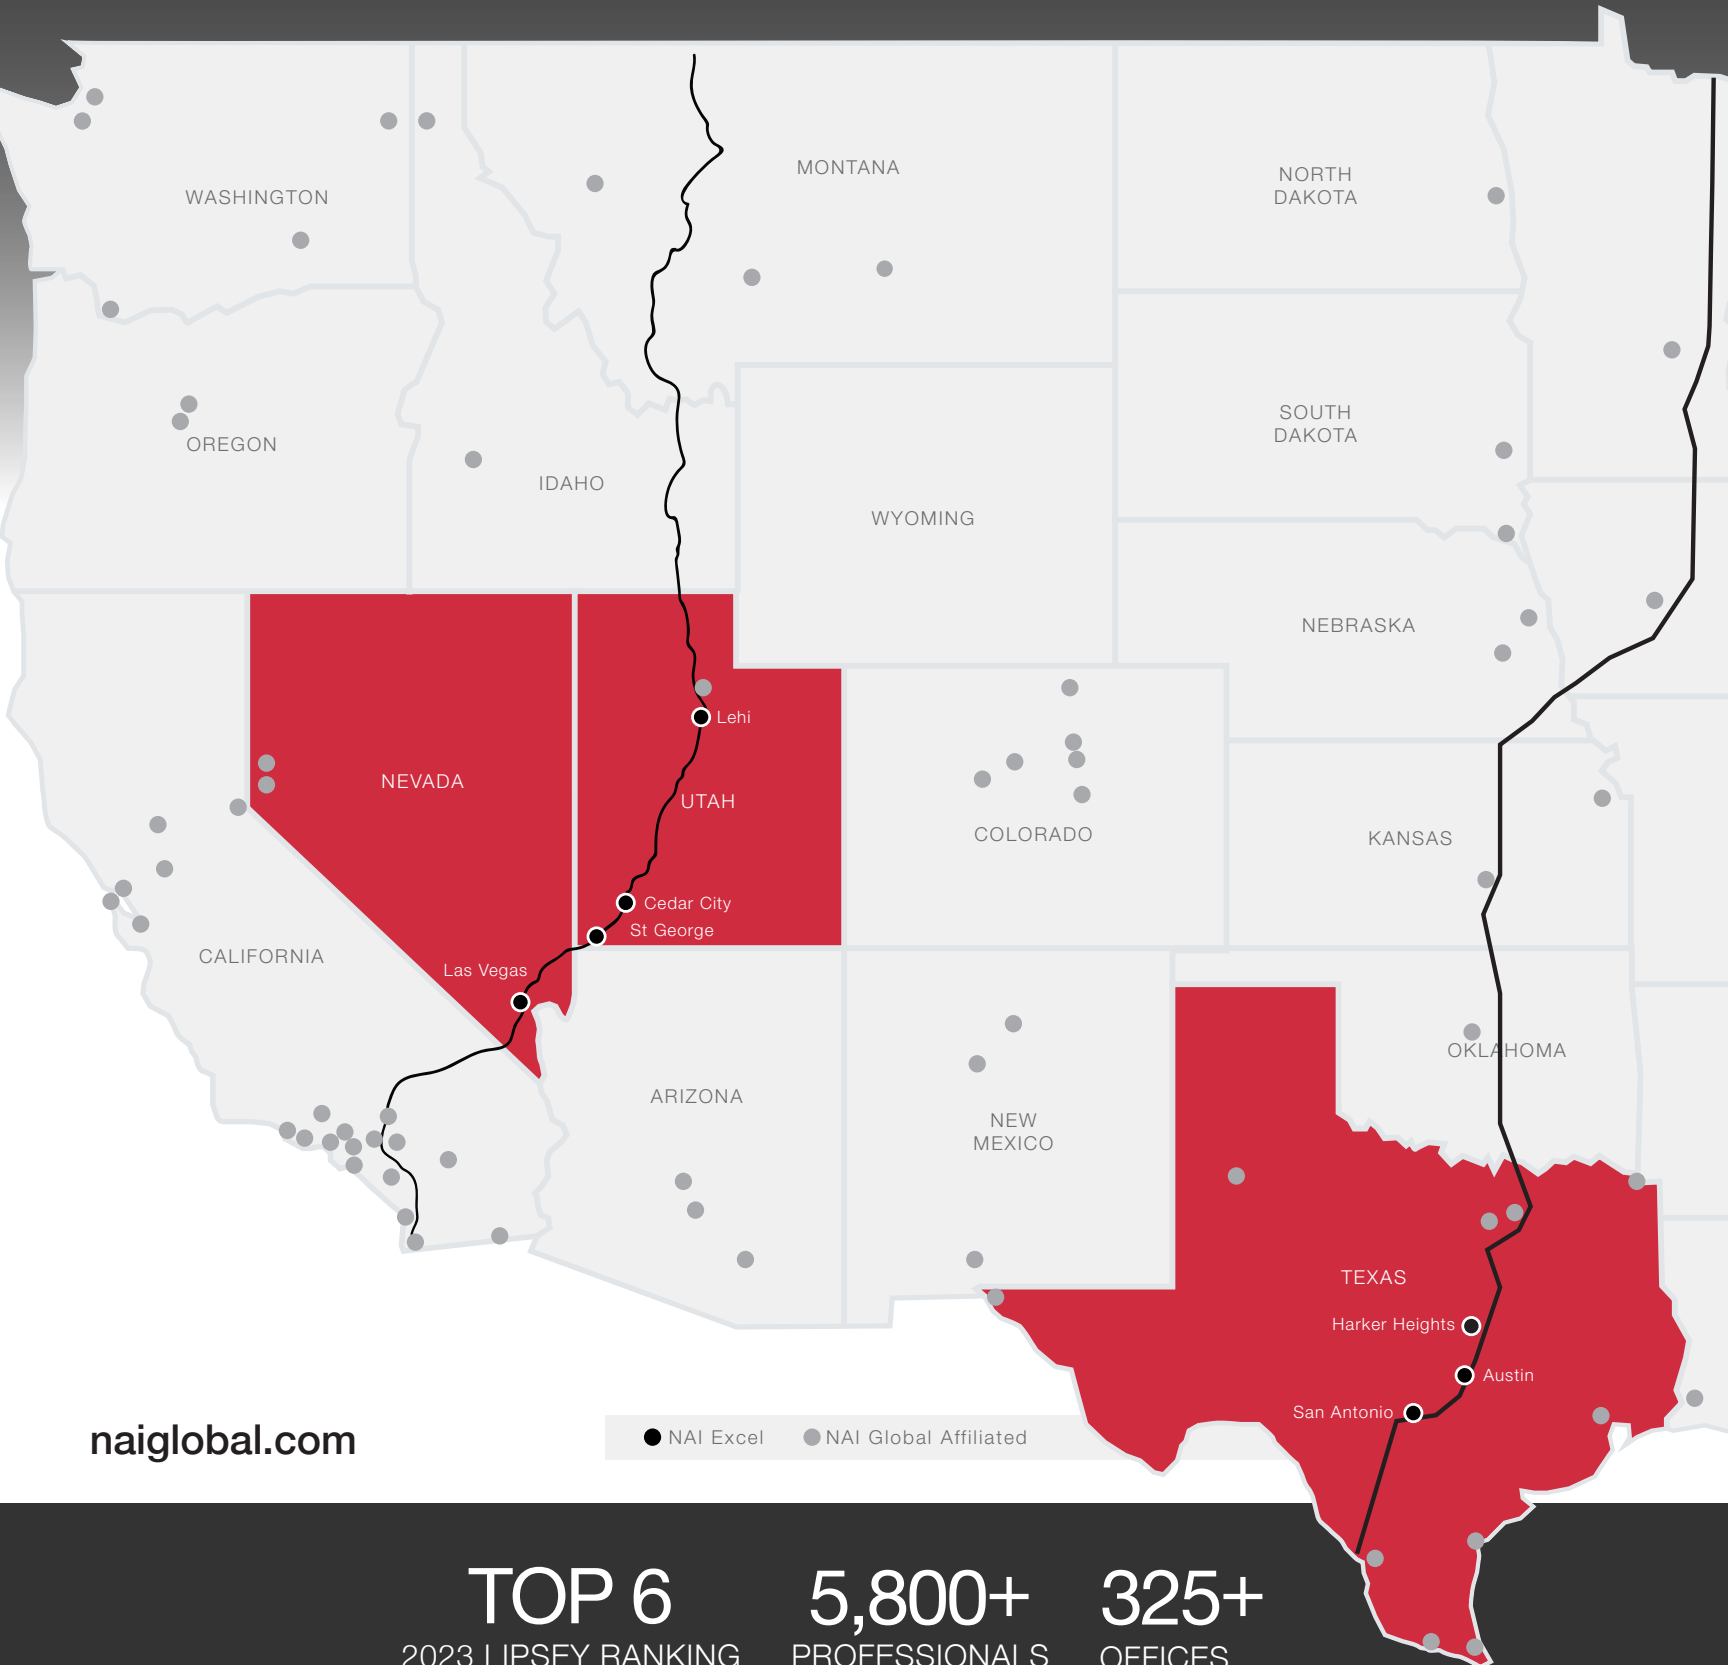 MONTANA
NORTH
DAKOTA
WASHINGTON
SOUTH
DAKOTA
OREGON
IDAHO
WYOMING
NEBRASKA
Lehi
NEVADA
UTAH
COLORADO
KANSAS
Cedar City
St George
CALIFORNIA
Las Vegas
OKLAHOMA
ARIZONA
NEW
MEXICO
TEXAS
Harker Heights
Austin
San Antonio
naiglobal.com
NAI Excel
NAI Global Affiliated
TOP 6
2023 LIPSEY RANKING
5,800+
PROFESSIONALS
325+
OFFICES